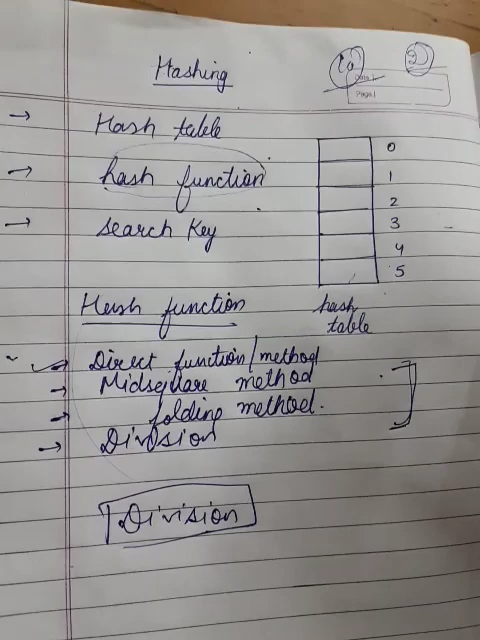 Hashing
Date
Page
→ Hash table
→ hash function
→ Search Key
0
1
2
3
4
5
hash
table
Hash function
→ Direct function/method
→ Midsquare method
→ folding method.
→ Division
Division